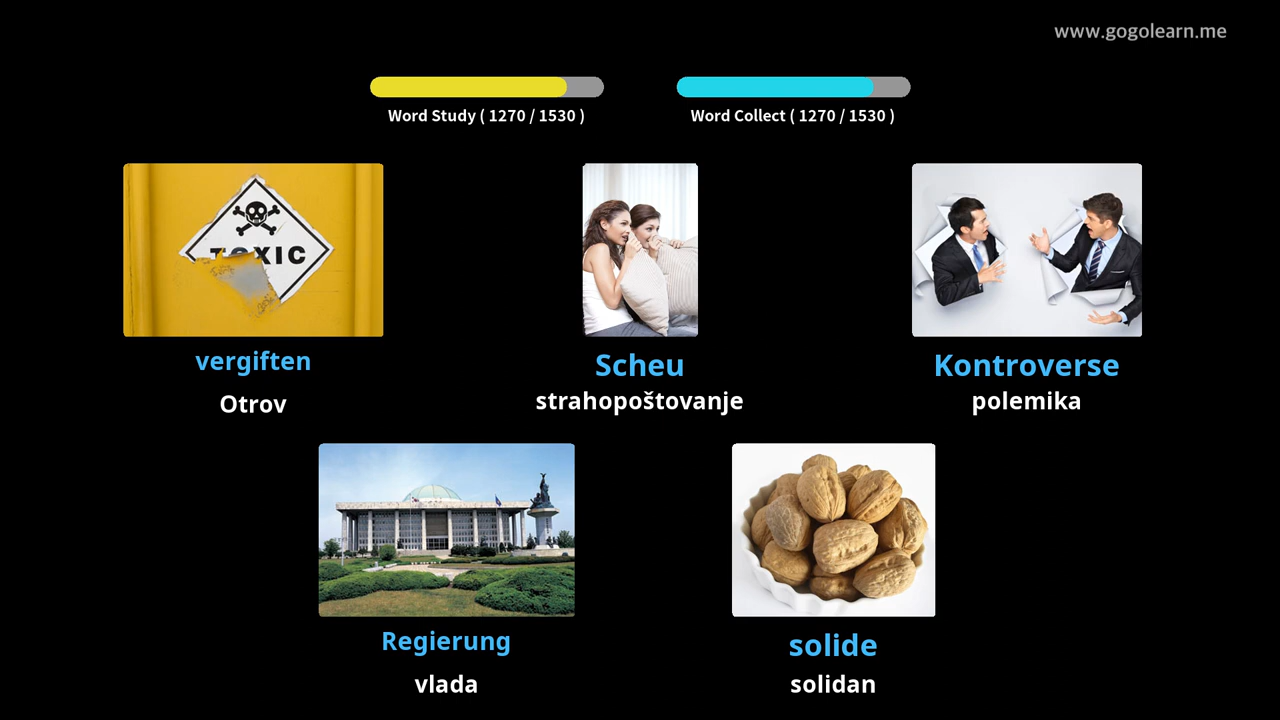 www.gogolearn.me
Word Study ( 1270 / 1530 )
Word Collect ( 1270 / 1530 )
TOXIC
vergiften
Scheu
Kontroverse
Otrov
strahopoštovanje
polemika
Regierung
solide
vlada
solidan